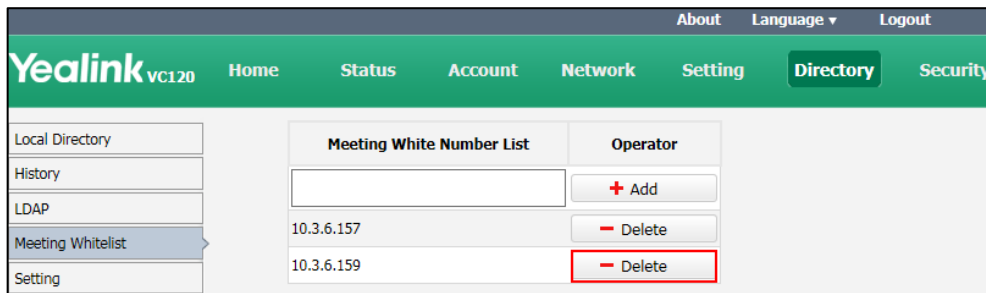 About Language ▾ Logout
Yealink VC120 Home Status Account Network Setting Directory Security
Local Directory
History
LDAP
Meeting Whitelist
Setting
Meeting White Number List Operator
+ Add
10.3.6.157 − Delete
10.3.6.159 − Delete